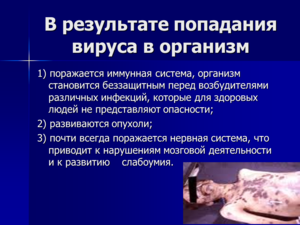 В результате попадания
вируса в организм
1) поражается иммунная система, организм
становится беззащитным перед возбудителями
различных инфекций, которые для здоровых
людей не представляют опасности;
2) развиваются опухоли;
3) почти всегда поражается нервная система, что
приводит к нарушениям мозговой деятельности
и к развитию слабоумия.